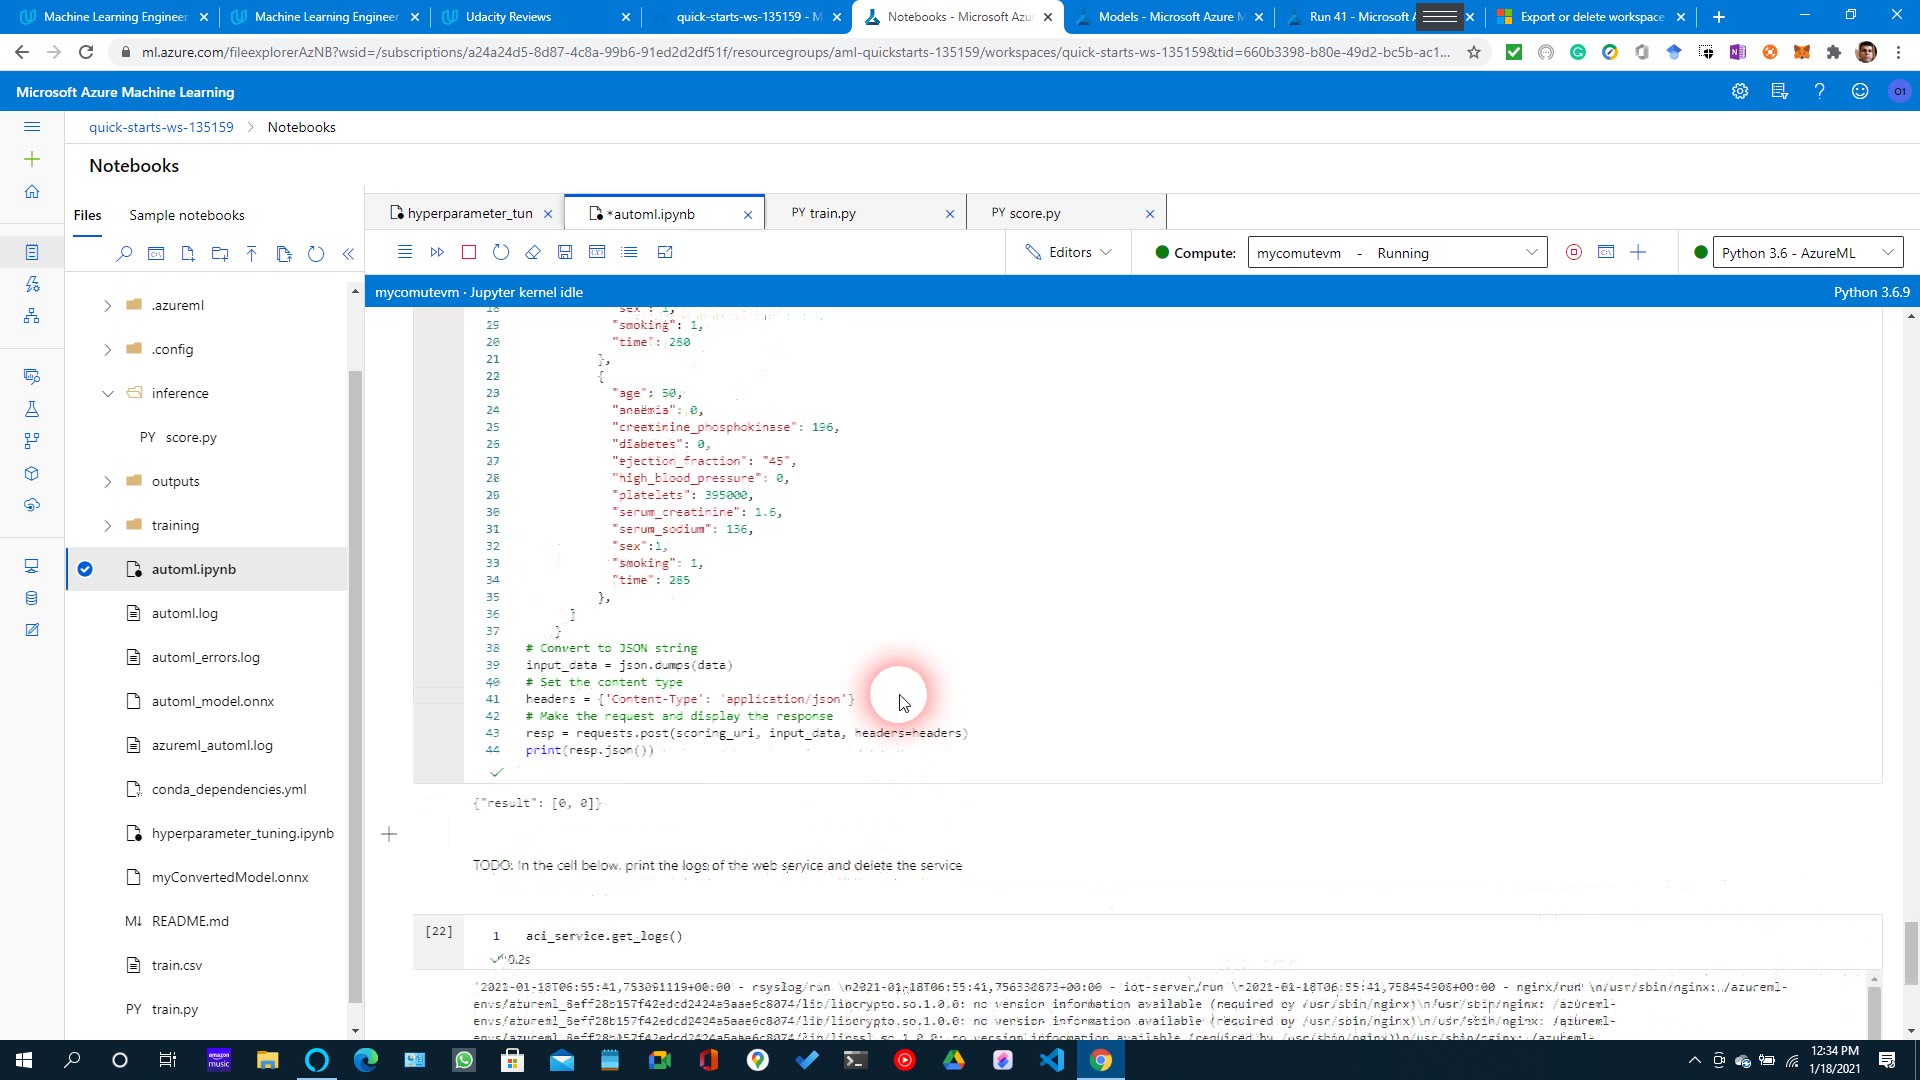 Machine Learning Engineer
Machine Learning Engineer
Udacity Reviews
quick-starts-ws-135159 - M
Notebooks - Microsoft Azu
Models - Microsoft Azure M
Run 41 - Microsoft A
Export or delete workspace
ml.azure.com/fileexplorerAzNB?wsid=/subscriptions/a24a24d5-8d87-4c8a-99b6-91ed2d2df51f/resourcegroups/aml-quickstarts-135159/workspaces/quick-starts-ws-135159&tid=660b3398-b80e-49d2-bc5b-ac1...
Microsoft Azure Machine Learning
O1
quick-starts-ws-135159 > Notebooks
Notebooks
Files
Sample notebooks
hyperparameter_tun
*automl.ipynb
PY train.py
PY score.py
Editors
Compute:
mycomutevm - Running
Python 3.6 - AzureML
mycomutevm · Jupyter kernel idle
Python 3.6.9
.azureml
.config
inference
PY score.py
outputs
training
automl.ipynb
automl.log
automl_errors.log
automl_model.onnx
azureml_automl.log
conda_dependencies.yml
hyperparameter_tuning.ipynb
myConvertedModel.onnx
M↓ README.md
train.csv
PY train.py
"sex": 1,
"smoking": 1,
20 "time": 280
21 },
22 {
"age": 50,
24 "anaemia": 0,
"creatinine_phosphokinase": 196,
26 "diabetes": 0,
27 "ejection_fraction": "45",
28 "high_blood_pressure": 0,
"platelets": 395000,
30 "serum_creatinine": 1.6,
31 "serum_sodium": 136,
32 "sex":1,
33 "smoking": 1,
34 "time": 285
35 },
36 ]
37 }
38 # Convert to JSON string
39 input_data = json.dumps(data)
40 # Set the content type
41 headers = {'Content-Type': 'application/json'}
42 # Make the request and display the response
43 resp = requests.post(scoring_uri, input_data, headers=headers)
44 print(resp.json())
{"result": [0, 0]}
TODO: In the cell below, print the logs of the web service and delete the service
[22]
1 aci_service.get_logs()
0.2s
'2021-01-18T06:55:41,753091119+00:00 - rsyslog/run \n2021-01-18T06:55:41,756330873+00:00 - iot-server/run \n2021-01-18T06:55:41,758454908+00:00 - nginx/run \n/usr/sbin/nginx: /azureml-
envs/azureml_8eff28b157f42edcd2424a5aae6c8074/lib/libcrypto.so.1.0.0: no version information available (required by /usr/sbin/nginx)\n/usr/sbin/nginx: /azureml-
envs/azureml_8eff28b157f42edcd2424a5aae6c8074/lib/libcrypto.so.1.0.0: no version information available (required by /usr/sbin/nginx)\n/usr/sbin/nginx: /azureml-
amazon music
12:34 PM
1/18/2021